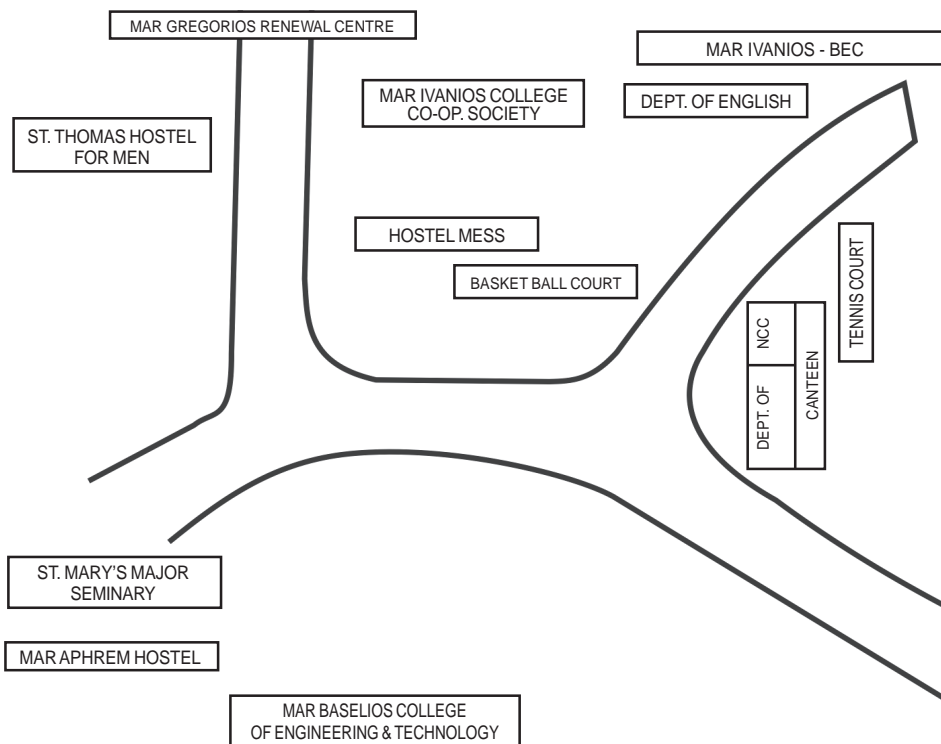 MAR GREGORIOS RENEWAL CENTRE
MAR IVANIOS - BEC
MAR IVANIOS COLLEGE
CO-OP. SOCIETY
DEPT. OF ENGLISH
ST. THOMAS HOSTEL
FOR MEN
HOSTEL MESS
BASKET BALL COURT
TENNIS COURT
NCC
DEPT. OF
CANTEEN
ST. MARY’S MAJOR
SEMINARY
MAR APHREM HOSTEL
MAR BASELIOS COLLEGE
OF ENGINEERING & TECHNOLOGY